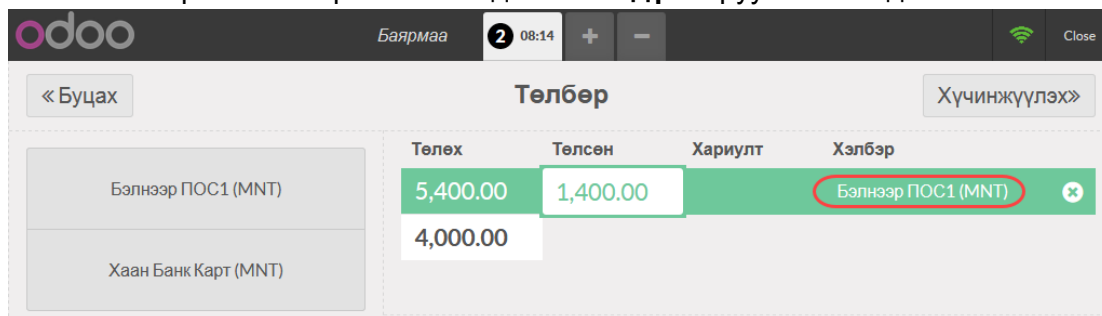 odoo Баярмаа 2 08:14 + − Close
« Буцах Төлбөр Хүчинжүүлэх»
Төлөх Төлсөн Хариулт Хэлбэр
Бэлнээр ПОС1 (MNT) 5,400.00 1,400.00 Бэлнээр ПОС1 (MNT)
4,000.00
Хаан Банк Карт (MNT)